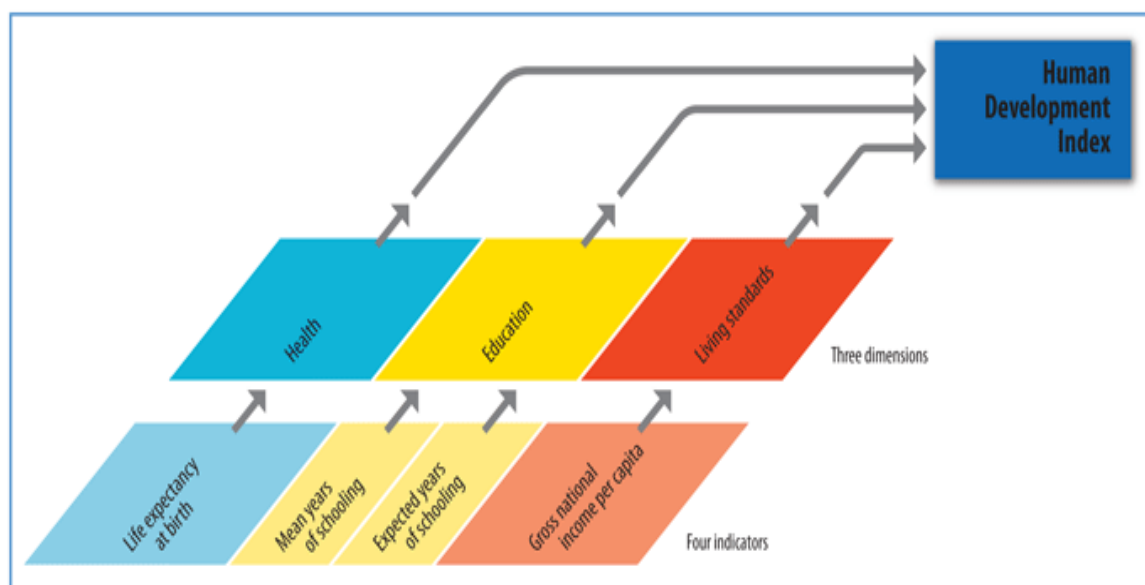 Human
Development
Index
Health
Education
Living standards
Three dimensions
Life expectancy
at birth
Mean years
of schooling
Expected years
of schooling
Gross national
income per capita
Four indicators